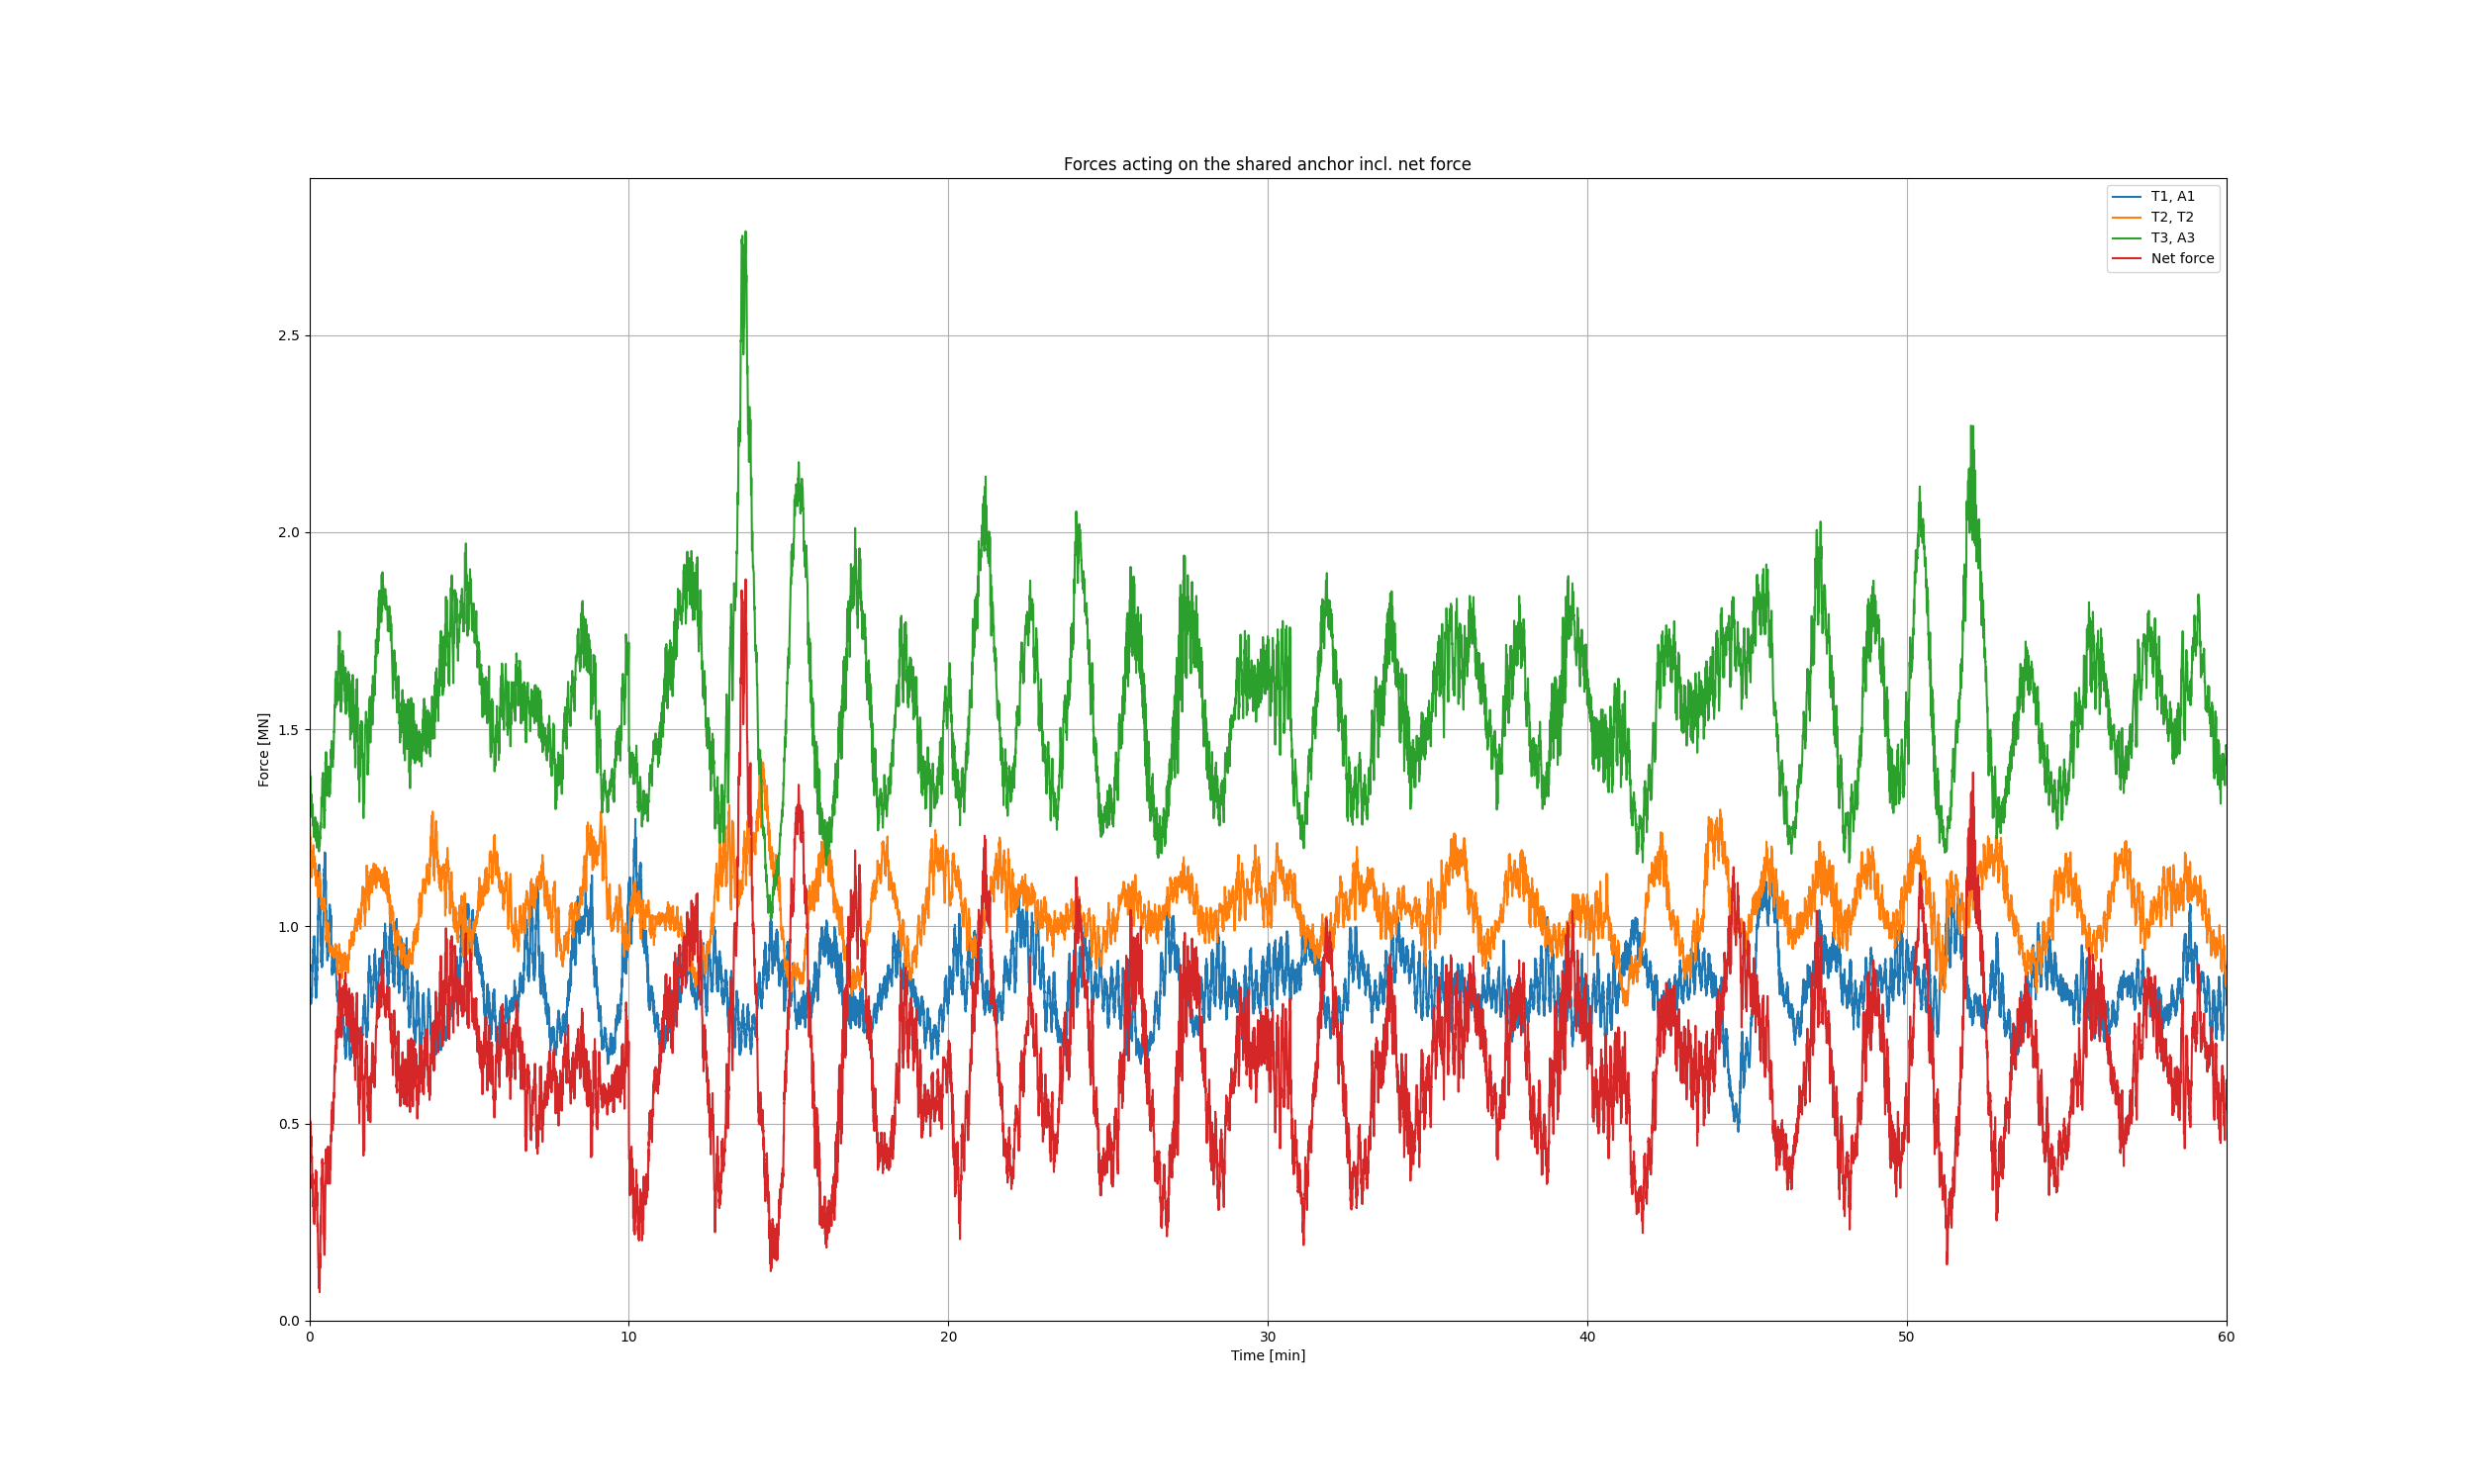 Forces acting on the shared anchor incl. net force
T1, A1
T2, T2
T3, A3
Net force
2.5
2.0
1.5
1.0
0.5
0.0
Force [MN]
0 10 20 30 40 50 60
Time [min]